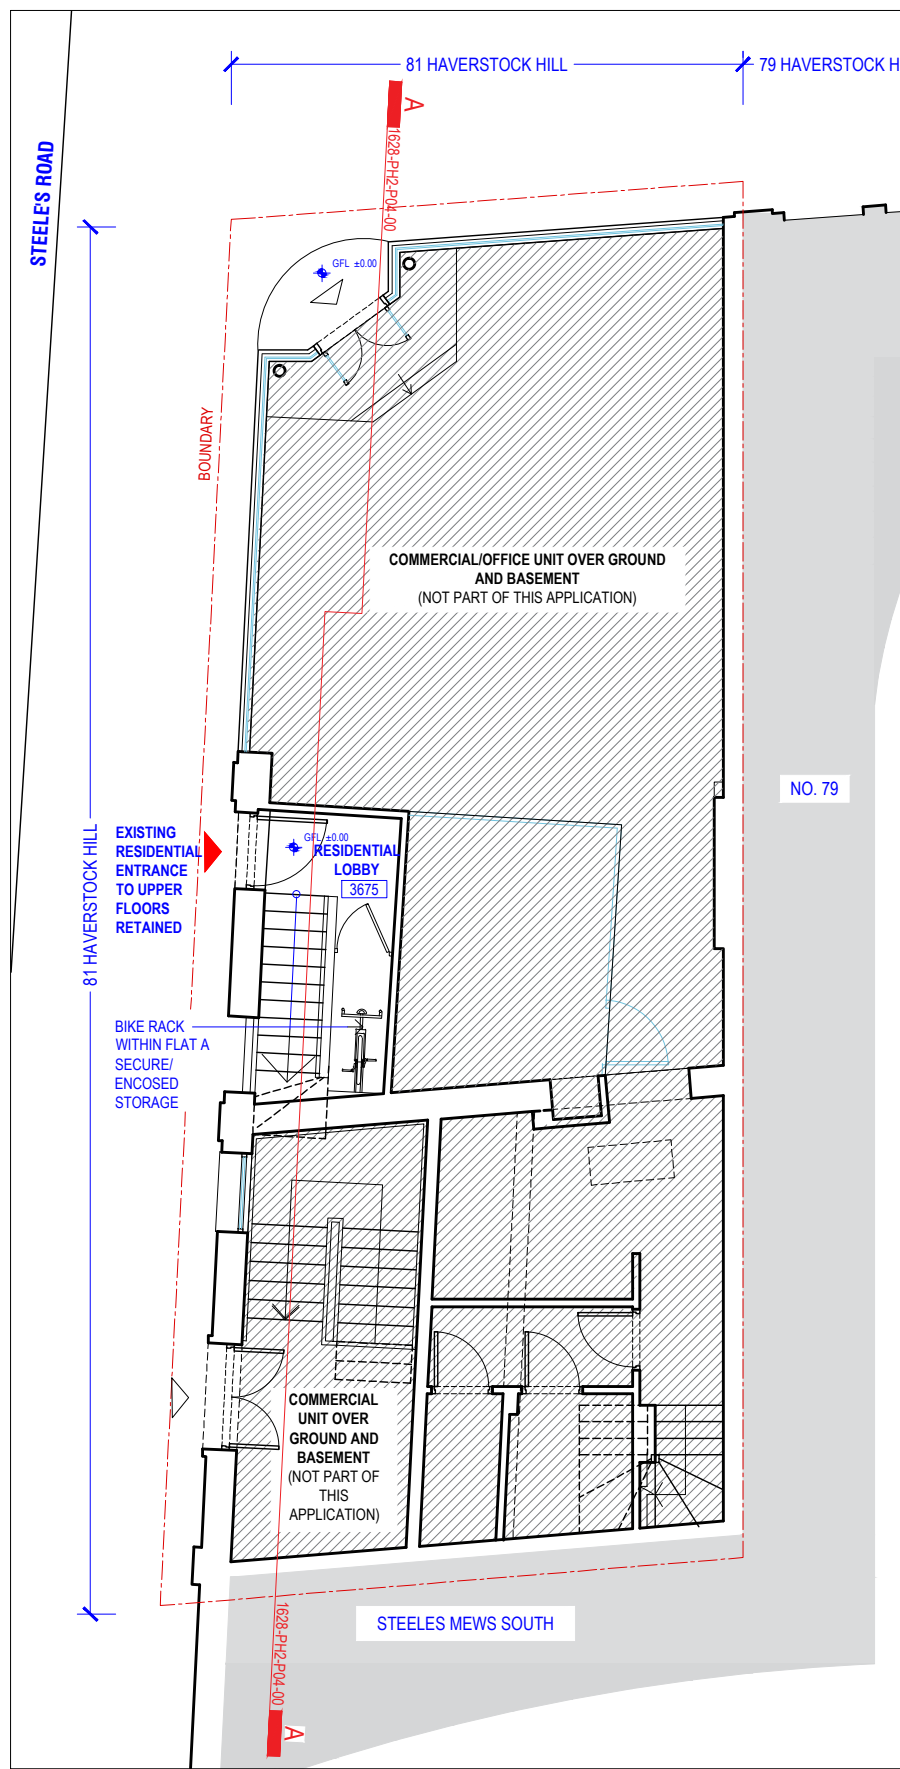 81 HAVERSTOCK HILL
79 HAVERSTOCK H
A
1628-PH2-P04-00
STEELE'S ROAD
GFL ±0.00
BOUNDARY
COMMERCIAL/OFFICE UNIT OVER GROUND
AND BASEMENT
(NOT PART OF THIS APPLICATION)
NO. 79
81 HAVERSTOCK HILL
EXISTING
RESIDENTIAL
ENTRANCE
TO UPPER
FLOORS
RETAINED
GFL ±0.00
RESIDENTIAL
LOBBY
3675
BIKE RACK
WITHIN FLAT A
SECURE/
ENCOSED
STORAGE
COMMERCIAL
UNIT OVER
GROUND AND
BASEMENT
(NOT PART OF
THIS
APPLICATION)
STEELES MEWS SOUTH
1628-PH2-P04-00
A